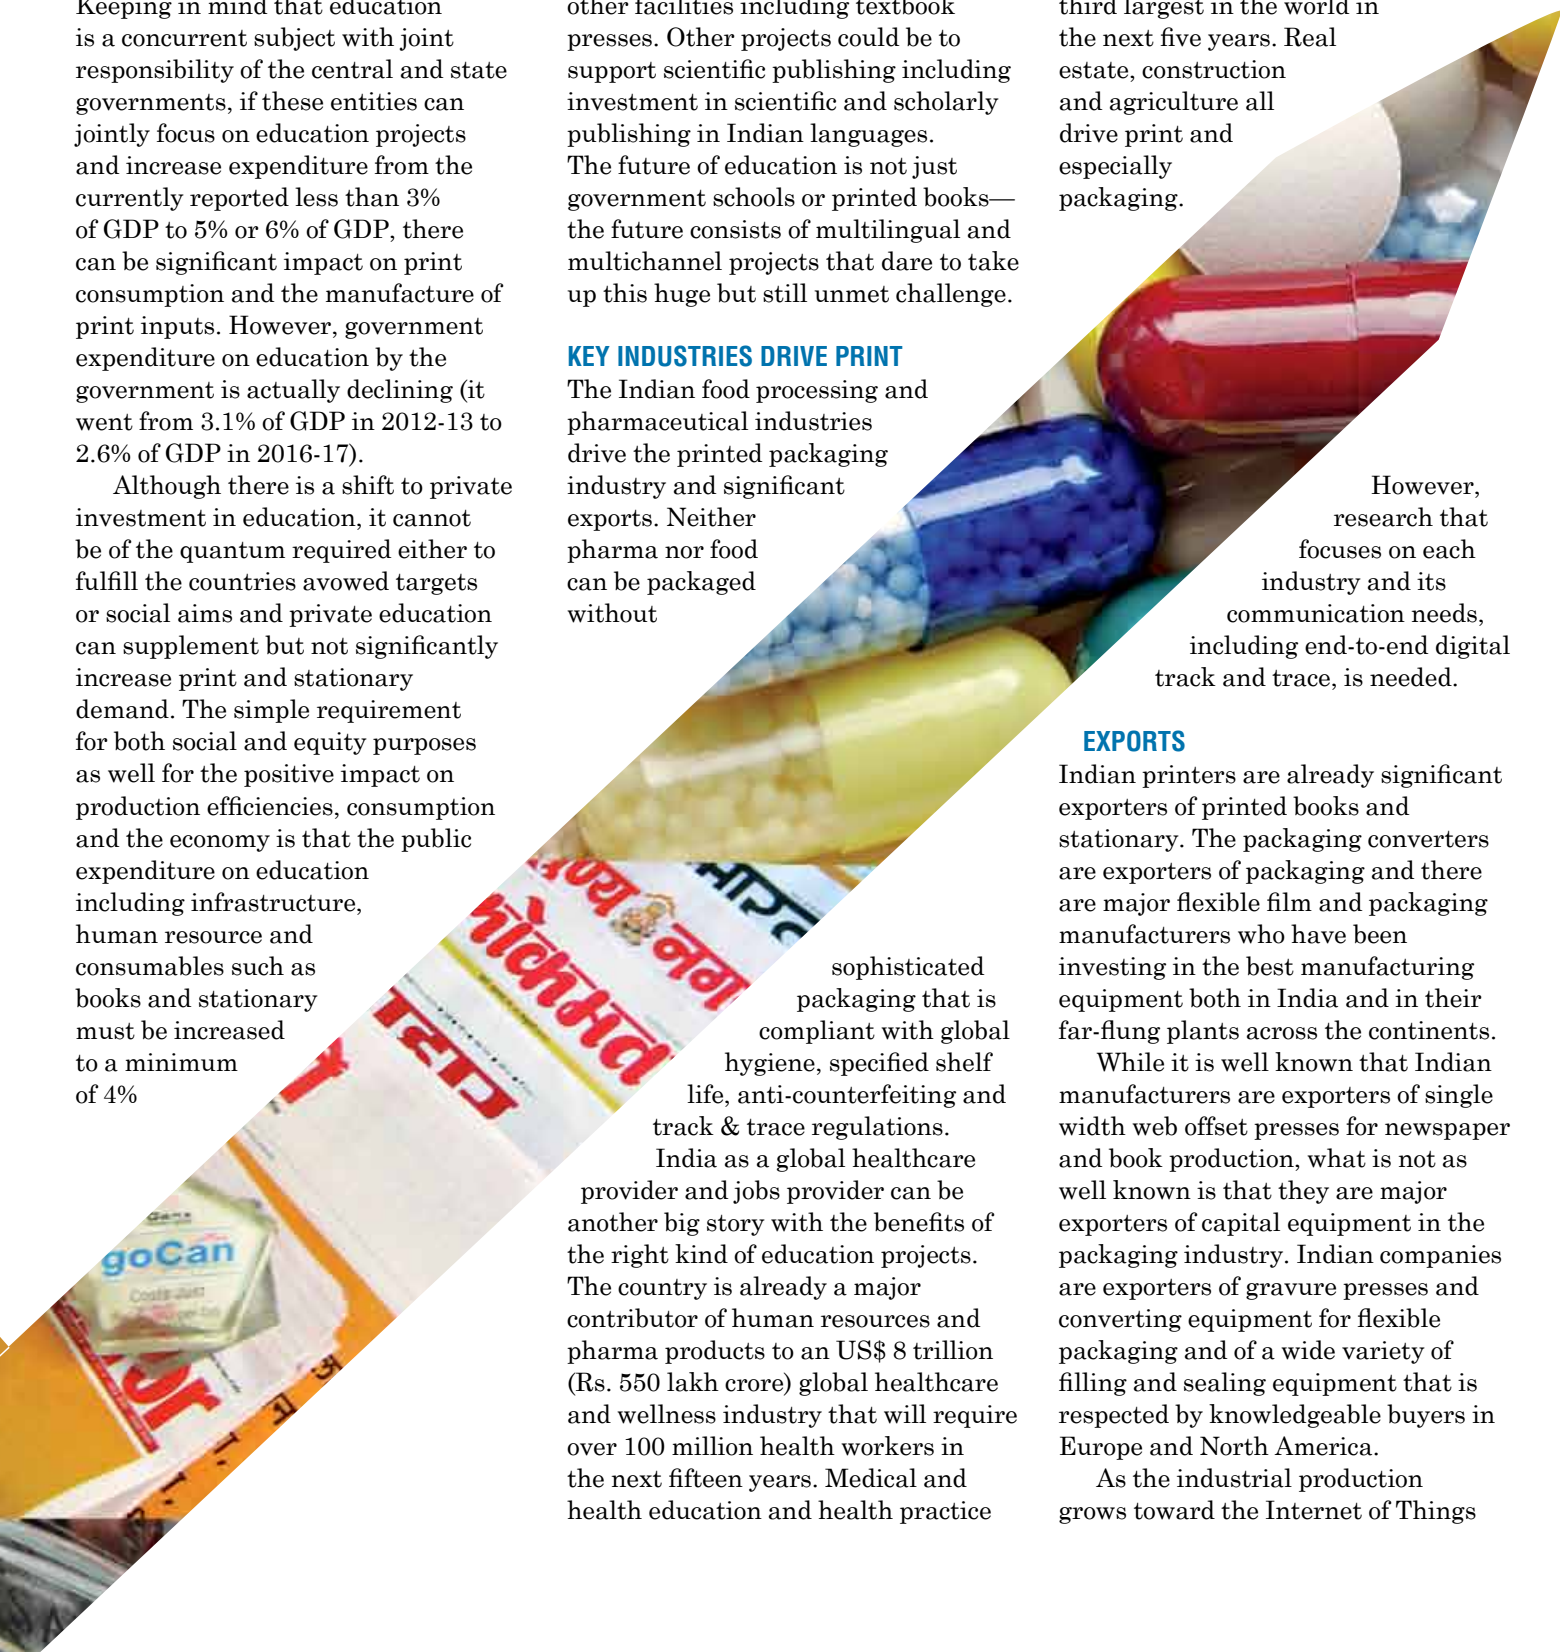 Keeping in mind that education
is a concurrent subject with joint
responsibility of the central and state
governments, if these entities can
jointly focus on education projects
and increase expenditure from the
currently reported less than 3%
of GDP to 5% or 6% of GDP, there
can be significant impact on print
consumption and the manufacture of
print inputs. However, government
expenditure on education by the
government is actually declining (it
went from 3.1% of GDP in 2012-13 to
2.6% of GDP in 2016-17).
Although there is a shift to private
investment in education, it cannot
be of the quantum required either to
fulfill the countries avowed targets
or social aims and private education
can supplement but not significantly
increase print and stationary
demand. The simple requirement
for both social and equity purposes
as well for the positive impact on
production efficiencies, consumption
and the economy is that the public
expenditure on education
including infrastructure,
human resource and
consumables such as
books and stationary
must be increased
to a minimum
of 4%
other facilities including textbook
presses. Other projects could be to
support scientific publishing including
investment in scientific and scholarly
publishing in Indian languages.
The future of education is not just
government schools or printed books—
the future consists of multilingual and
multichannel projects that dare to take
up this huge but still unmet challenge.
KEY INDUSTRIES DRIVE PRINT
The Indian food processing and
pharmaceutical industries
drive the printed packaging
industry and significant
exports. Neither
pharma nor food
can be packaged
without
sophisticated
packaging that is
compliant with global
hygiene, specified shelf
life, anti-counterfeiting and
track & trace regulations.
India as a global healthcare
provider and jobs provider can be
another big story with the benefits of
the right kind of education projects.
The country is already a major
contributor of human resources and
pharma products to an US$ 8 trillion
(Rs. 550 lakh crore) global healthcare
and wellness industry that will require
over 100 million health workers in
the next fifteen years. Medical and
health education and health practice
third largest in the world in
the next five years. Real
estate, construction
and agriculture all
drive print and
especially
packaging.
However,
research that
focuses on each
industry and its
communication needs,
including end-to-end digital
track and trace, is needed.
EXPORTS
Indian printers are already significant
exporters of printed books and
stationary. The packaging converters
are exporters of packaging and there
are major flexible film and packaging
manufacturers who have been
investing in the best manufacturing
equipment both in India and in their
far-flung plants across the continents.
While it is well known that Indian
manufacturers are exporters of single
width web offset presses for newspaper
and book production, what is not as
well known is that they are major
exporters of capital equipment in the
packaging industry. Indian companies
are exporters of gravure presses and
converting equipment for flexible
packaging and of a wide variety of
filling and sealing equipment that is
respected by knowledgeable buyers in
Europe and North America.
As the industrial production
grows toward the Internet of Things
लोकमत
goCan